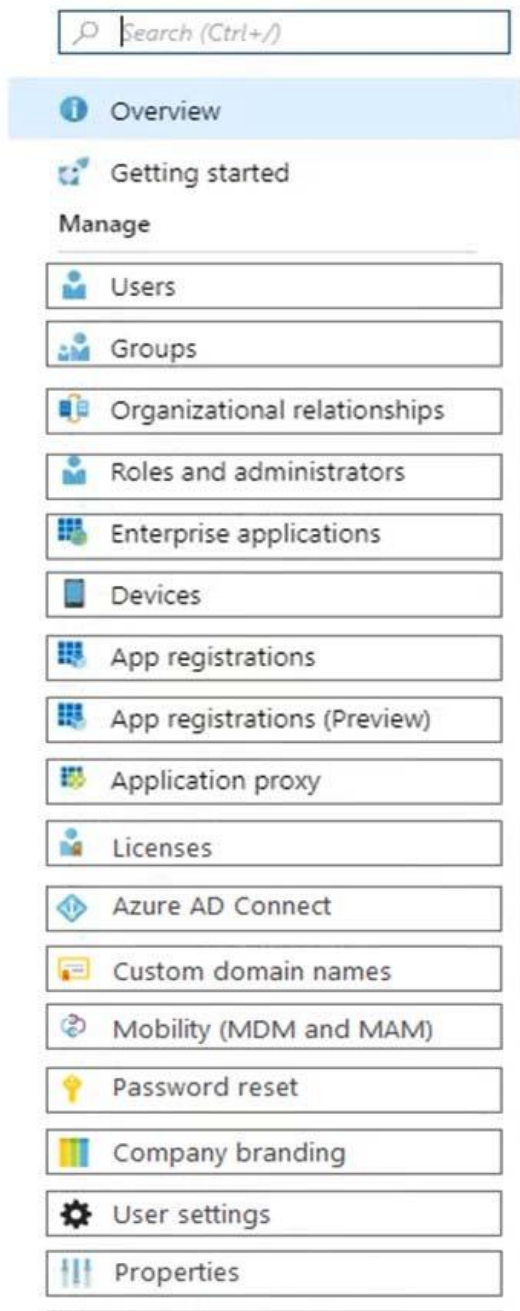 Search (Ctrl+/)
Overview
Getting started
Manage
Users
Groups
Organizational relationships
Roles and administrators
Enterprise applications
Devices
App registrations
App registrations (Preview)
Application proxy
Licenses
Azure AD Connect
Custom domain names
Mobility (MDM and MAM)
Password reset
Company branding
User settings
Properties